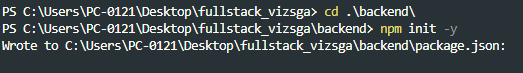 PS C:\Users\PC-0121\Desktop\fullstack_vizsga> cd .\backend\
PS C:\Users\PC-0121\Desktop\fullstack_vizsga\backend> npm init -y
Wrote to C:\Users\PC-0121\Desktop\fullstack_vizsga\backend\package.json: